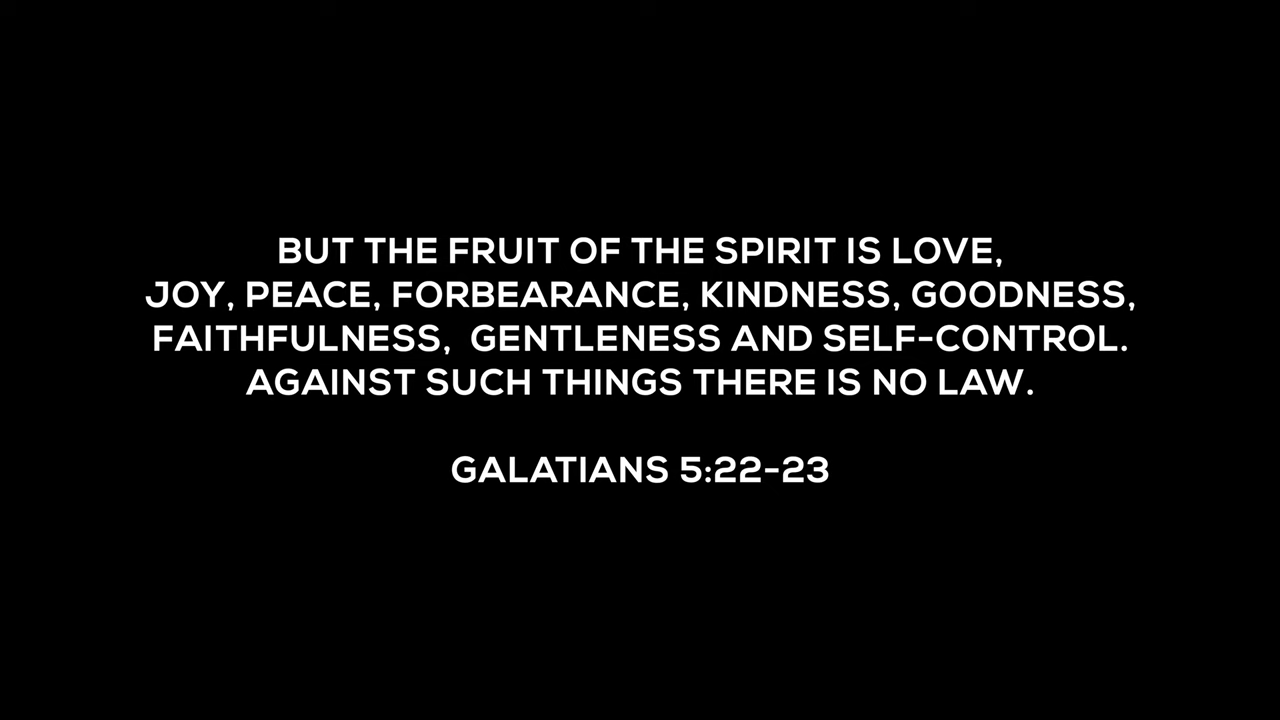 BUT THE FRUIT OF THE SPIRIT IS LOVE,
JOY, PEACE, FORBEARANCE, KINDNESS, GOODNESS,
FAITHFULNESS,  GENTLENESS AND SELF-CONTROL.
AGAINST SUCH THINGS THERE IS NO LAW.
GALATIANS 5:22-23